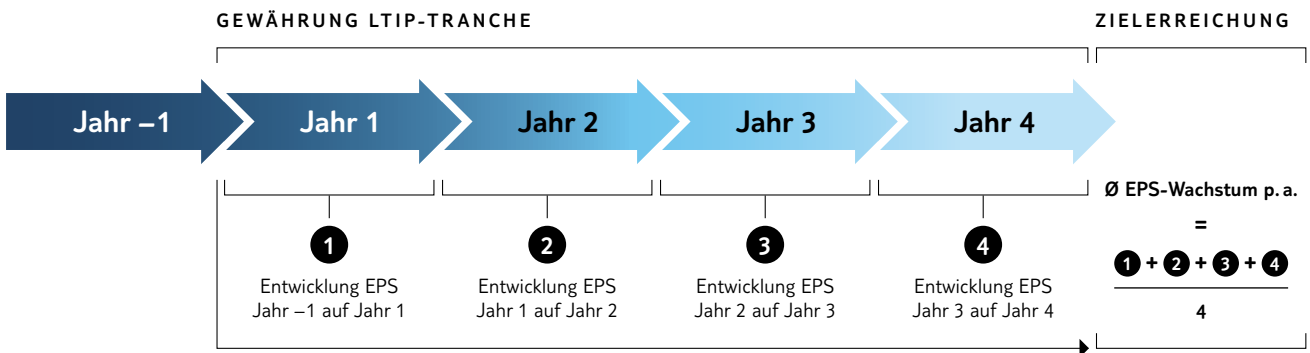 GEWÄHRUNG LTIP-TRANCHE
ZIELERREICHUNG
Jahr –1
Jahr 1
Jahr 2
Jahr 3
Jahr 4
1
Entwicklung EPS
Jahr –1 auf Jahr 1
2
Entwicklung EPS
Jahr 1 auf Jahr 2
3
Entwicklung EPS
Jahr 2 auf Jahr 3
4
Entwicklung EPS
Jahr 3 auf Jahr 4
Ø EPS-Wachstum p. a.
=
1 + 2 + 3 + 4
4